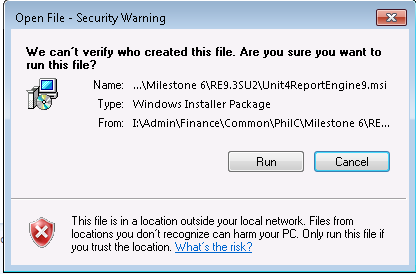 Open File - Security Warning
We can´t verify who created this file. Are you sure you want to
run this file?
Name: ...\Milestone 6\RE9.3SU2\Unit4ReportEngine9.msi
Type: Windows Installer Package
From: I:\Admin\Finance\Common\PhilC\Milestone 6\RE...
Run Cancel
This file is in a location outside your local network. Files from
locations you don´t recognize can harm your PC. Only run this file if
you trust the location. What´s the risk?